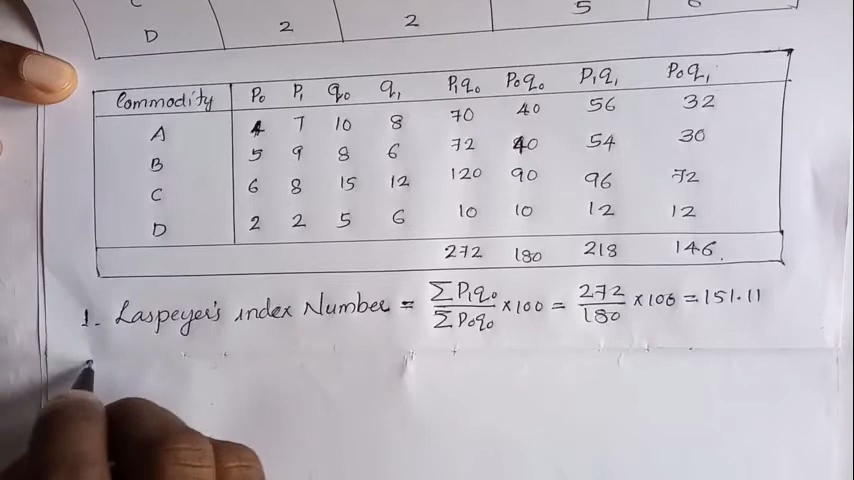 D 2 2 5 6
Commodity P₀ P₁ q₀ q₁ P₁q₀ P₀q₀ P₁q₁ P₀q₁
A 4 7 10 8 70 40 56 32
B 5 9 8 6 72 40 54 30
C 6 8 15 12 120 90 96 72
D 2 2 5 6 10 10 12 12
272 180 218 146.
1. Laspeyer's index Number = ΣP₁q₀/ΣP₀q₀ × 100 = 272/180 × 100 = 151.11